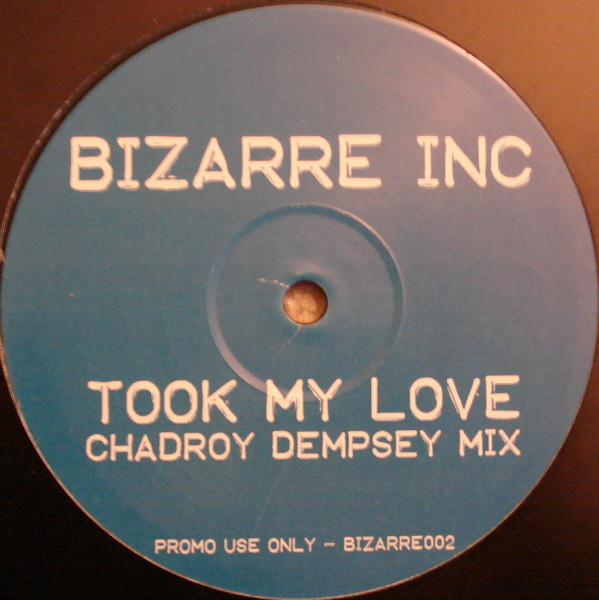 BIZARRE INC
TOOK MY LOVE
CHADROY DEMPSEY MIX
PROMO USE ONLY - BIZARRE002